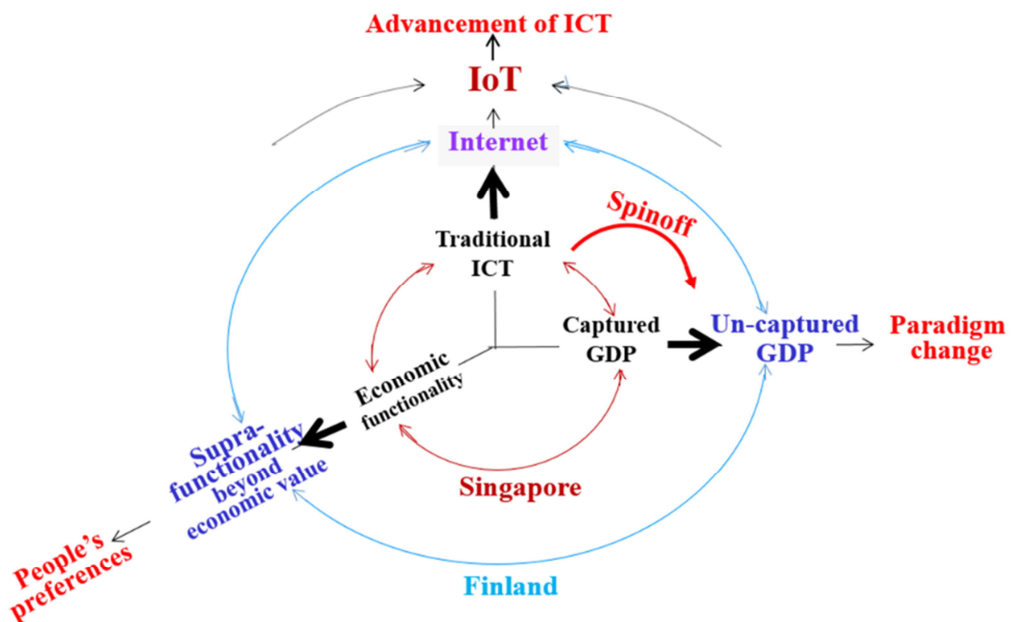 Advancement of ICT
IoT
Internet
Spinoff
Traditional
ICT
Captured
GDP
Un-captured
GDP
Paradigm
change
Economic
functionality
Supra-
functionality
beyond
economic value
Singapore
People's
preferences
Finland